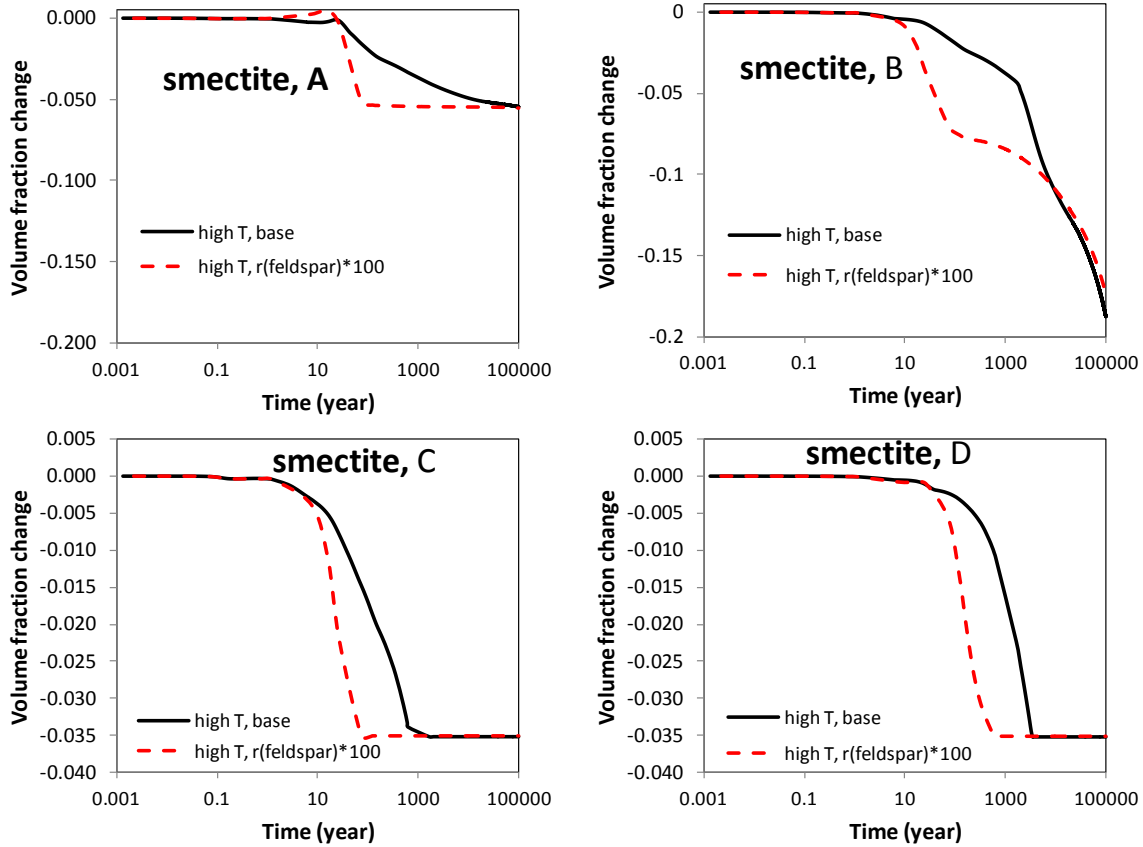 0.000
-0.050
-0.100
-0.150
-0.200
Volume fraction change
smectite, A
high T, base
high T, r(feldspar)*100
0.001 0.1 10 1000 100000
Time (year)
0
-0.05
-0.1
-0.15
-0.2
Volume fraction change
smectite, B
high T, base
high T, r(feldspar)*100
0.001 0.1 10 1000 100000
Time (year)
0.005
0.000
-0.005
-0.010
-0.015
-0.020
-0.025
-0.030
-0.035
-0.040
Volume fraction change
smectite, C
high T, base
high T, r(feldspar)*100
0.001 0.1 10 1000 100000
Time (year)
0.005
0.000
-0.005
-0.010
-0.015
-0.020
-0.025
-0.030
-0.035
-0.040
Volume fraction change
smectite, D
high T, base
high T, r(feldspar)*100
0.001 0.1 10 1000 100000
Time (year)